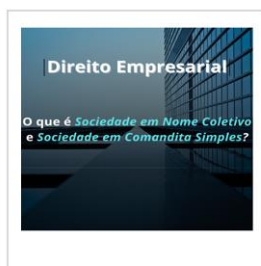 Direito Empresarial
O que é Sociedade em Nome Coletivo
e Sociedade em Comandita Simples?